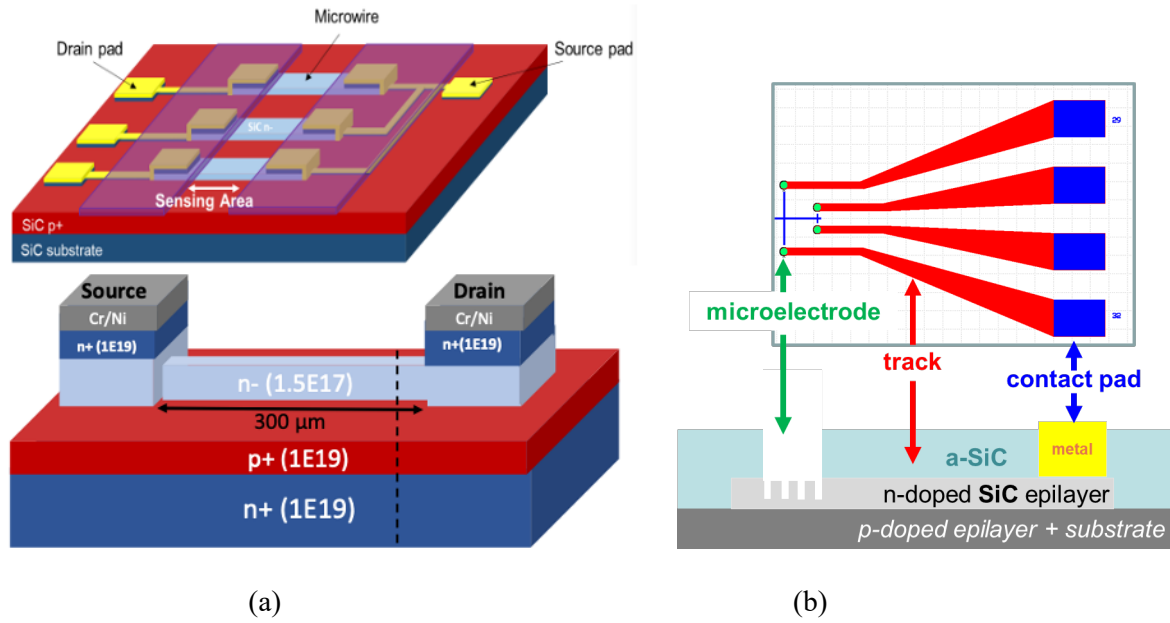 Microwire
Drain pad
Source pad
SiC n-
Sensing Area
SiC p+
SiC substrate
Source
Drain
Cr/Ni
Cr/Ni
n+ (1E19)
n+(1E19)
n- (1.5E17)
300 µm
p+ (1E19)
n+ (1E19)
(a)
29
32
microelectrode
track
contact pad
metal
a-SiC
n-doped SiC epilayer
p-doped epilayer + substrate
(b)